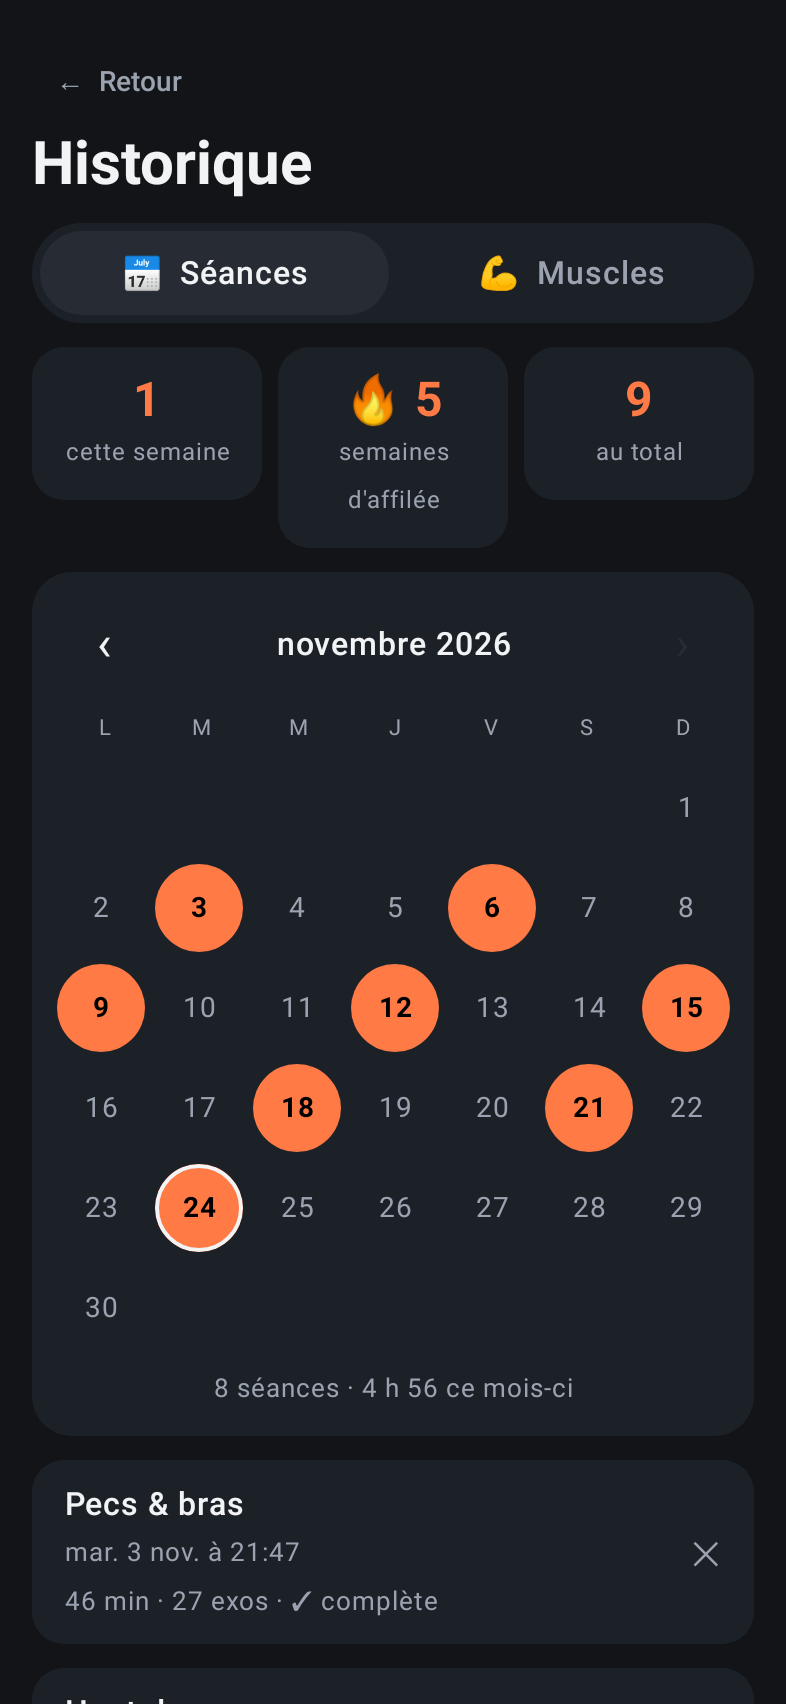 ← Retour
Historique
July 17 Séances
Muscles
1
cette semaine
5
semaines
d'affilée
9
au total
‹ novembre 2026 ›
L M M J V S D
1
2 3 4 5 6 7 8
9 10 11 12 13 14 15
16 17 18 19 20 21 22
23 24 25 26 27 28 29
30
8 séances · 4 h 56 ce mois-ci
Pecs & bras
mar. 3 nov. à 21:47
46 min · 27 exos · ✓ complète